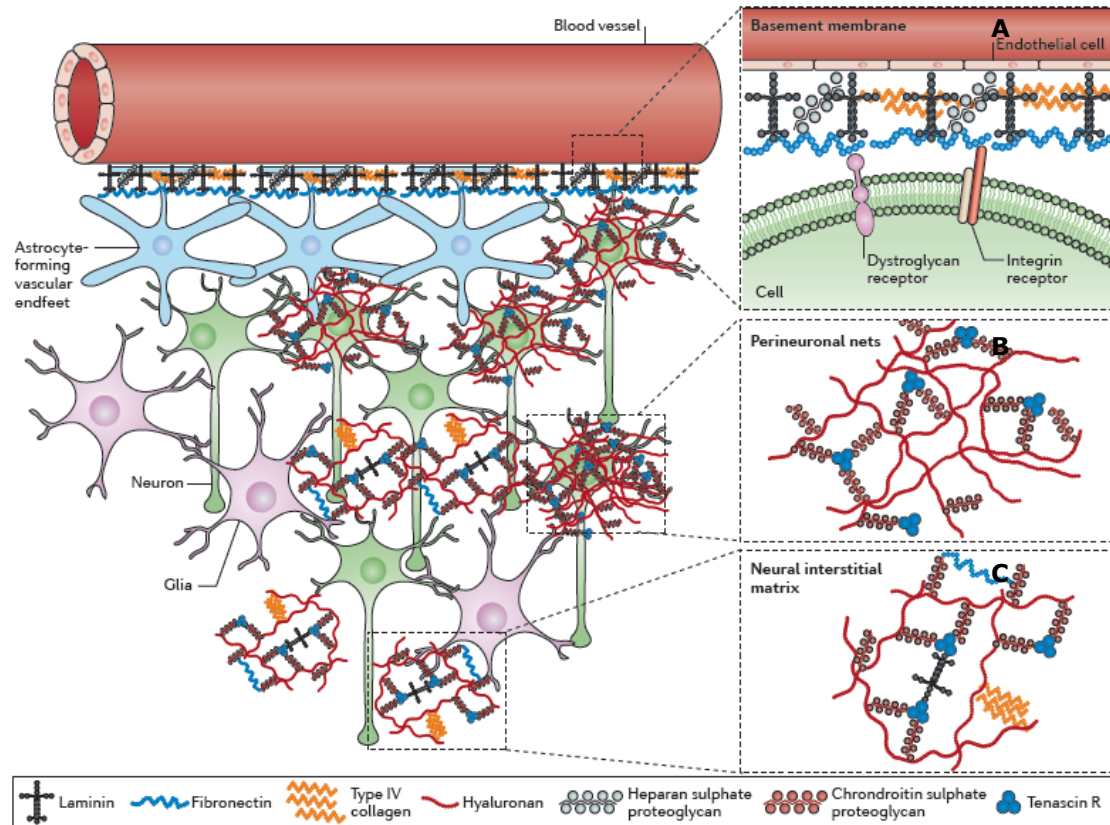 Blood vessel
Basement membrane
A
Endothelial cell
Astrocyte-
forming
vascular
endfeet
Dystroglycan
receptor
Integrin
receptor
Cell
Perineuronal nets
B
Neuron
Glia
Neural interstitial
matrix
C
Laminin
Fibronectin
Type IV
collagen
Hyaluronan
Heparan sulphate
proteoglycan
Chrondroitin sulphate
proteoglycan
Tenascin R